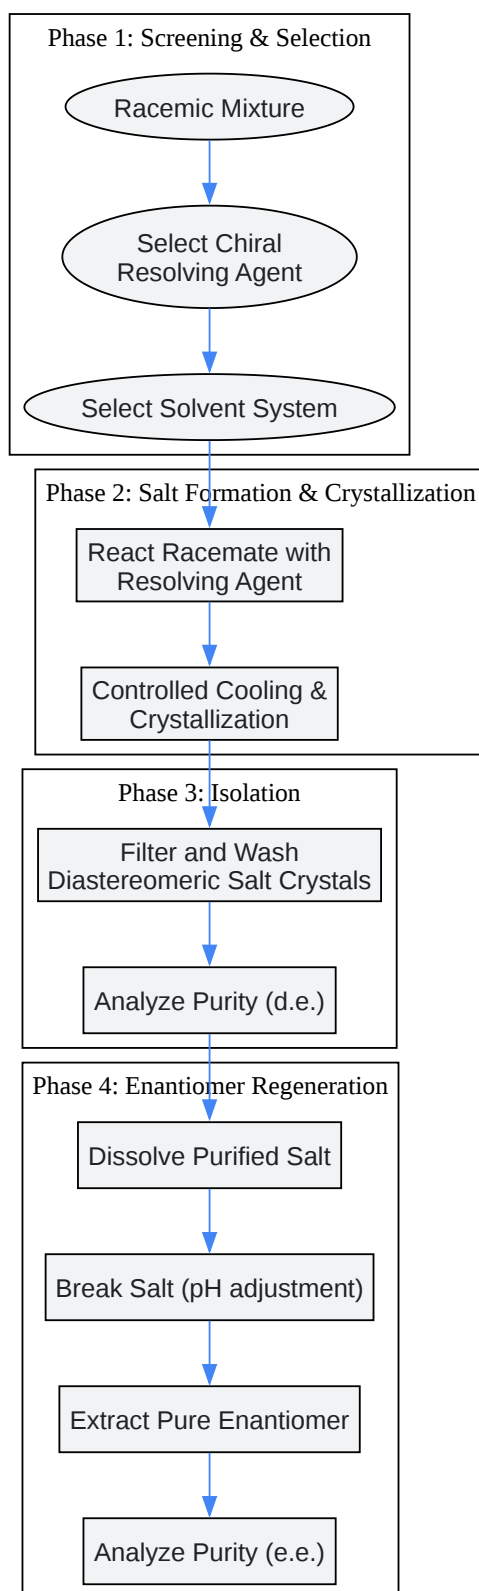 Phase 1: Screening & Selection
Racemic Mixture
Select Chiral
Resolving Agent
Select Solvent System
Phase 2: Salt Formation & Crystallization
React Racemate with
Resolving Agent
Controlled Cooling &
Crystallization
Phase 3: Isolation
Filter and Wash
Diastereomeric Salt Crystals
Analyze Purity (d.e.)
Phase 4: Enantiomer Regeneration
Dissolve Purified Salt
Break Salt (pH adjustment)
Extract Pure Enantiomer
Analyze Purity (e.e.)